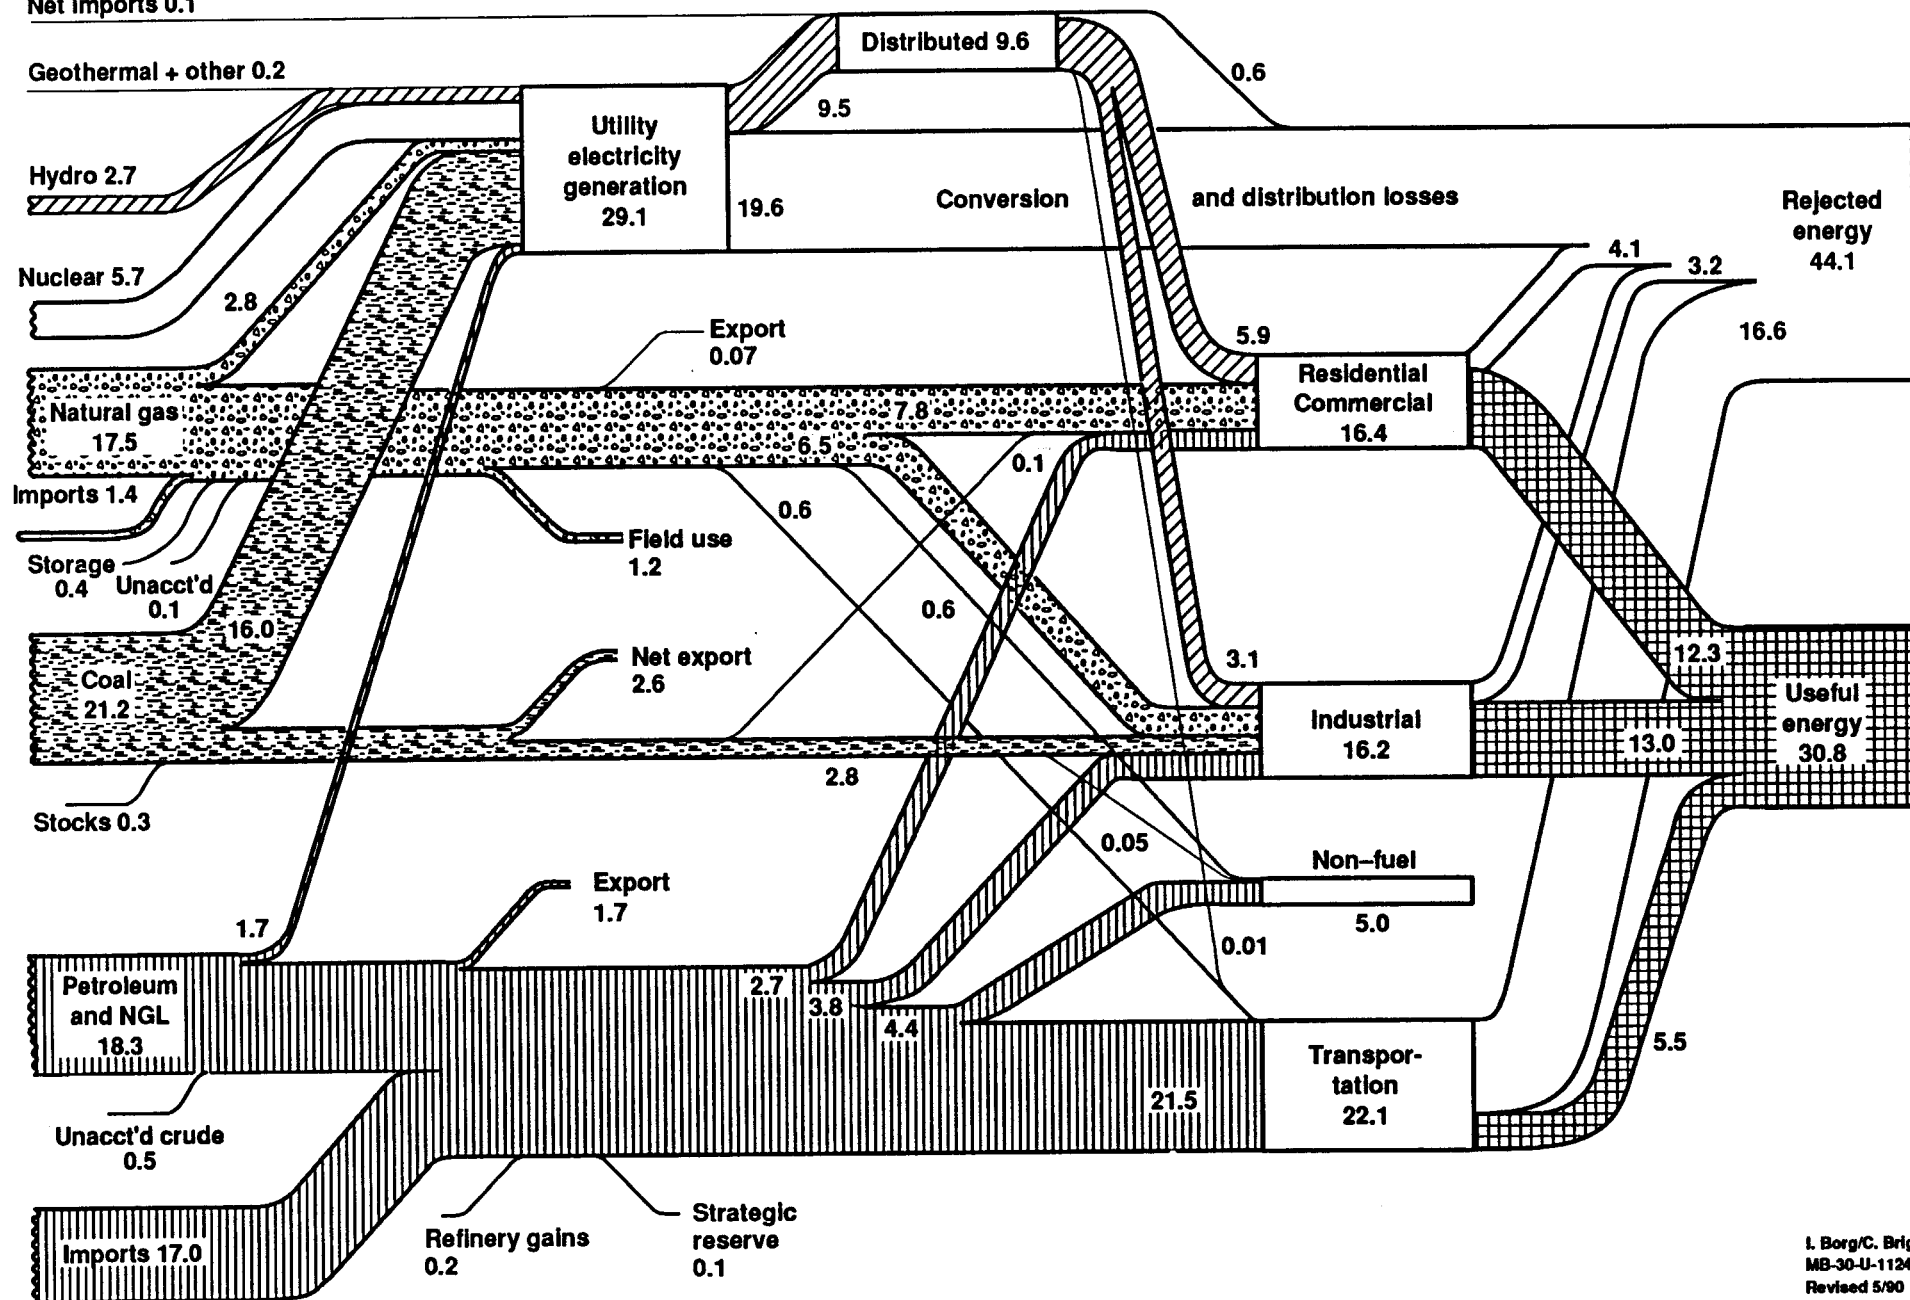 Net Imports 0.1
Distributed 9.6
Geothermal + other 0.2
0.6
9.5
Utility
electricity
generation
29.1
Hydro 2.7
19.6
Conversion
and distribution losses
Rejected
energy
44.1
Nuclear 5.7
2.8
4.1
3.2
16.6
Export
0.07
5.9
Residential
Commercial
16.4
Natural gas
17.5
7.8
6.5
0.1
Imports 1.4
0.6
Storage
0.4
Unacct'd
0.1
Field use
1.2
0.6
16.0
Coal
21.2
Net export
2.6
3.1
12.3
Industrial
16.2
13.0
Useful
energy
30.8
2.8
Stocks 0.3
0.05
Non–fuel
5.0
Export
1.7
1.7
0.01
Petroleum
and NGL
18.3
2.7
3.8
4.4
5.5
Transpor-
tation
22.1
21.5
Unacct'd crude
0.5
Imports 17.0
Refinery gains
0.2
Strategic
reserve
0.1
I. Borg/C. Brig
MB-30-U-1124
Revised 5/90